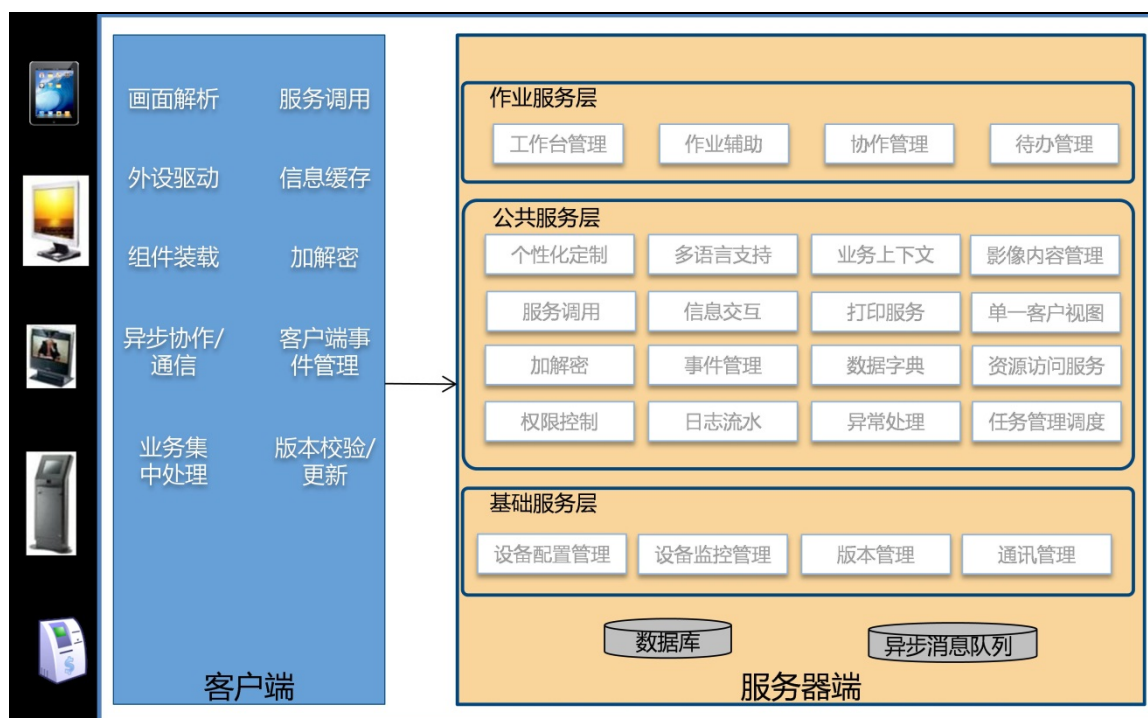 画面解析
服务调用
外设驱动
信息缓存
组件装载
加解密
异步协作/
通信
客户端事
件管理
业务集
中处理
版本校验/
更新
客户端
作业服务层
工作台管理
作业辅助
协作管理
待办管理
公共服务层
个性化定制
多语言支持
业务上下文
影像内容管理
服务调用
信息交互
打印服务
单一客户视图
加解密
事件管理
数据字典
资源访问服务
权限控制
日志流水
异常处理
任务管理调度
基础服务层
设备配置管理
设备监控管理
版本管理
通讯管理
数据库
异步消息队列
服务器端